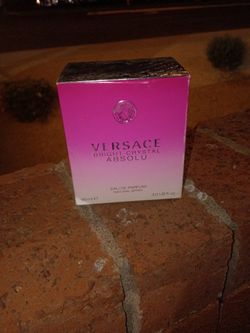 VERSACE
BRIGHT CRYSTAL
ABSOLU
EAU DE PARFUM
NATURAL SPRAY